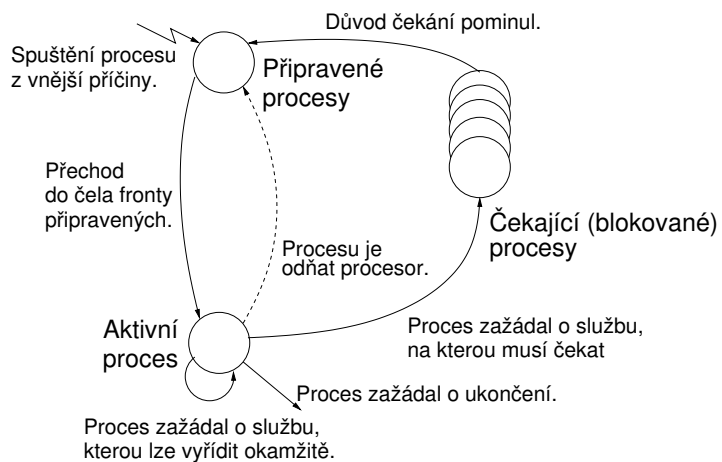 Důvod čekání pominul.
Spuštění procesu
z vnější příčiny.
Připravené
procesy
Přechod
do čela fronty
připravených.
Čekající (blokované)
procesy
Procesu je
odňat procesor.
Aktivní
proces
Proces zažádal o službu,
na kterou musí čekat
Proces zažádal o ukončení.
Proces zažádal o službu,
kterou lze vyřídit okamžitě.